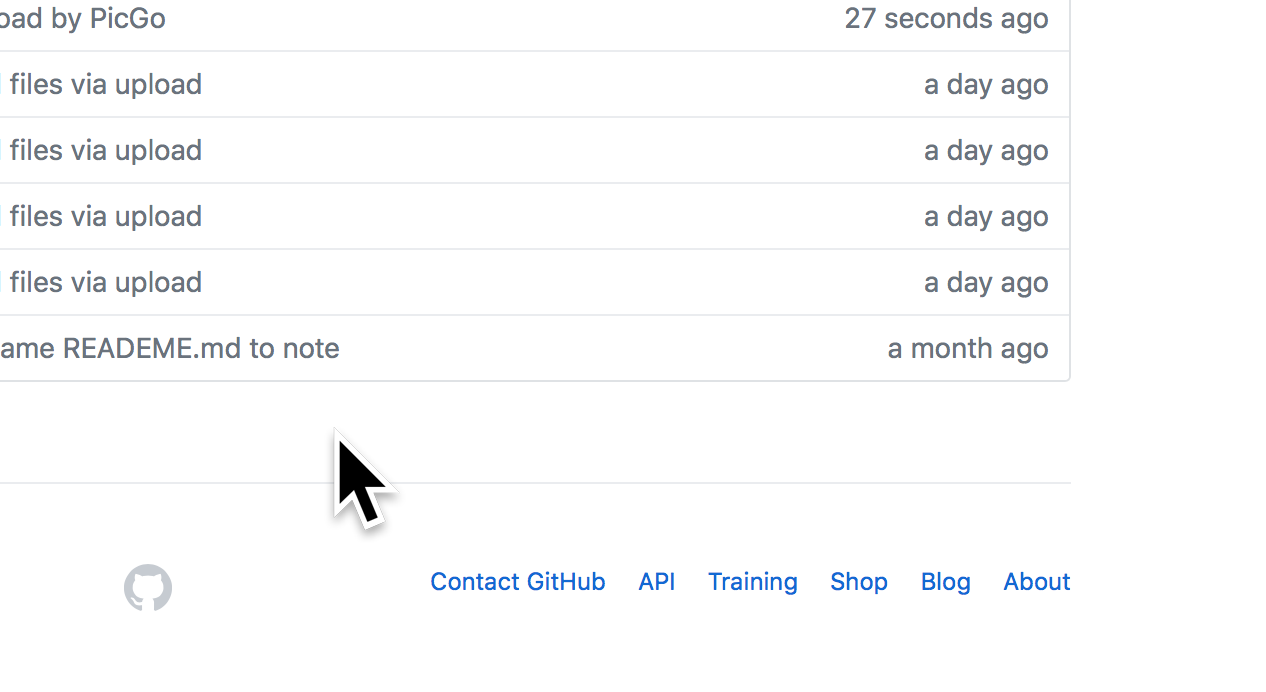 oad by PicGo 27 seconds ago
files via upload a day ago
files via upload a day ago
files via upload a day ago
files via upload a day ago
ame READEME.md to note a month ago
Contact GitHub API Training Shop Blog About